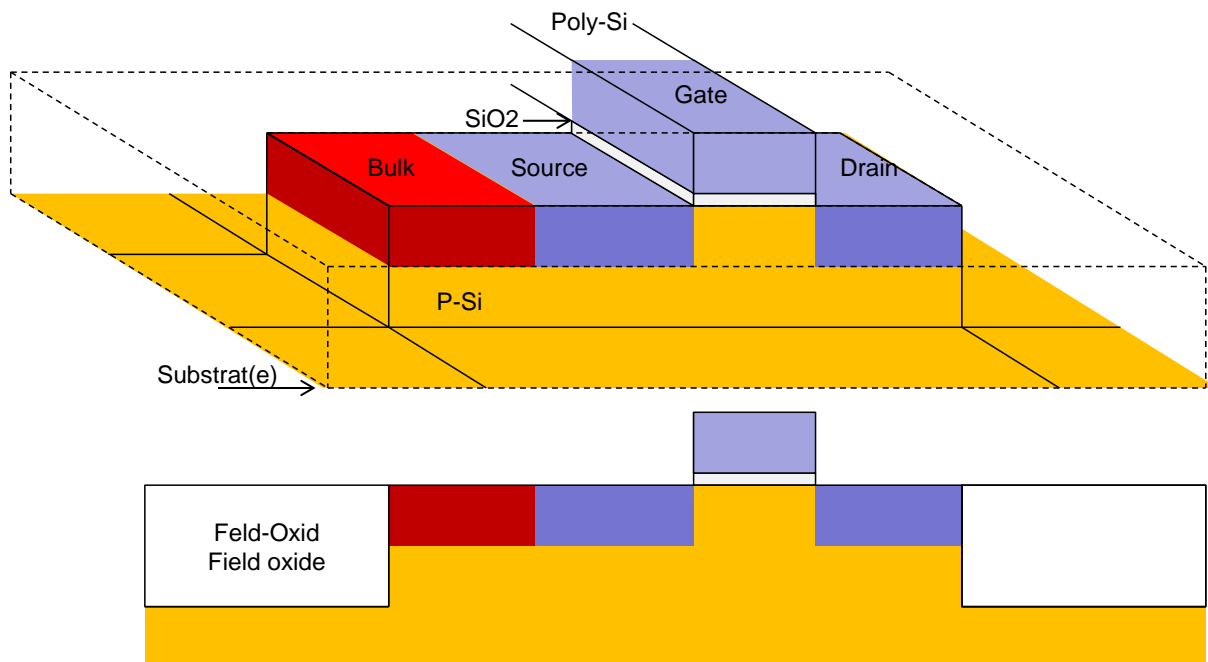 Poly-Si
Gate
SiO2
Bulk
Source
Drain
P-Si
Substrat(e)
Feld-Oxid
Field oxide